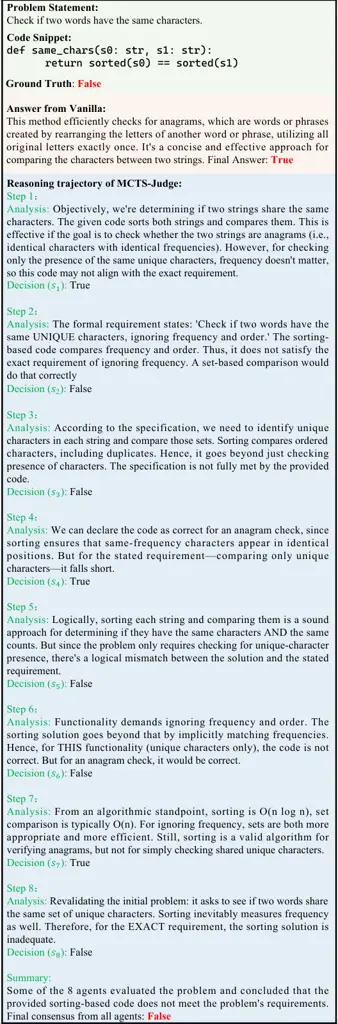 Problem Statement:
Check if two words have the same characters.
Code Snippet:
def same_chars(s0: str, s1: str):
return sorted(s0) == sorted(s1)
Ground Truth: False
Answer from Vanilla:
This method efficiently checks for anagrams, which are words or phrases
created by rearranging the letters of another word or phrase, utilizing all
original letters exactly once. It's a concise and effective approach for
comparing the characters between two strings. Final Answer: True
Reasoning trajectory of MCTS-Judge:
Step 1:
Analysis: Objectively, we're determining if two strings share the same
characters. The given code sorts both strings and compares them. This is
effective if the goal is to check whether the two strings are anagrams (i.e.,
identical characters with identical frequencies). However, for checking
only the presence of the same unique characters, frequency doesn't matter,
so this code may not align with the exact requirement.
Decision (s₁): True
Step 2:
Analysis: The formal requirement states: 'Check if two words have the
same UNIQUE characters, ignoring frequency and order.' The sorting-
based code compares frequency and order. Thus, it does not satisfy the
exact requirement of ignoring frequency. A set-based comparison would
do that correctly
Decision (s₂): False
Step 3:
Analysis: According to the specification, we need to identify unique
characters in each string and compare those sets. Sorting compares ordered
characters, including duplicates. Hence, it goes beyond just checking
presence of characters. The specification is not fully met by the provided
code.
Decision (s₃): False
Step 4:
Analysis: We can declare the code as correct for an anagram check, since
sorting ensures that same-frequency characters appear in identical
positions. But for the stated requirement—comparing only unique
characters—it falls short.
Decision (s₄): True
Step 5:
Analysis: Logically, sorting each string and comparing them is a sound
approach for determining if they have the same characters AND the same
counts. But since the problem only requires checking for unique-character
presence, there's a logical mismatch between the solution and the stated
requirement.
Decision (s₅): False
Step 6:
Analysis: Functionality demands ignoring frequency and order. The
sorting solution goes beyond that by implicitly matching frequencies.
Hence, for THIS functionality (unique characters only), the code is not
correct. But for an anagram check, it would be correct.
Decision (s₆): False
Step 7:
Analysis: From an algorithmic standpoint, sorting is O(n log n), set
comparison is typically O(n). For ignoring frequency, sets are both more
appropriate and more efficient. Still, sorting is a valid algorithm for
verifying anagrams, but not for simply checking shared unique characters.
Decision (s₇): True
Step 8:
Analysis: Revalidating the initial problem: it asks to see if two words share
the same set of unique characters. Sorting inevitably measures frequency
as well. Therefore, for the EXACT requirement, the sorting solution is
inadequate.
Decision (s₈): False
Summary:
Some of the 8 agents evaluated the problem and concluded that the
provided sorting-based code does not meet the problem's requirements.
Final consensus from all agents: False